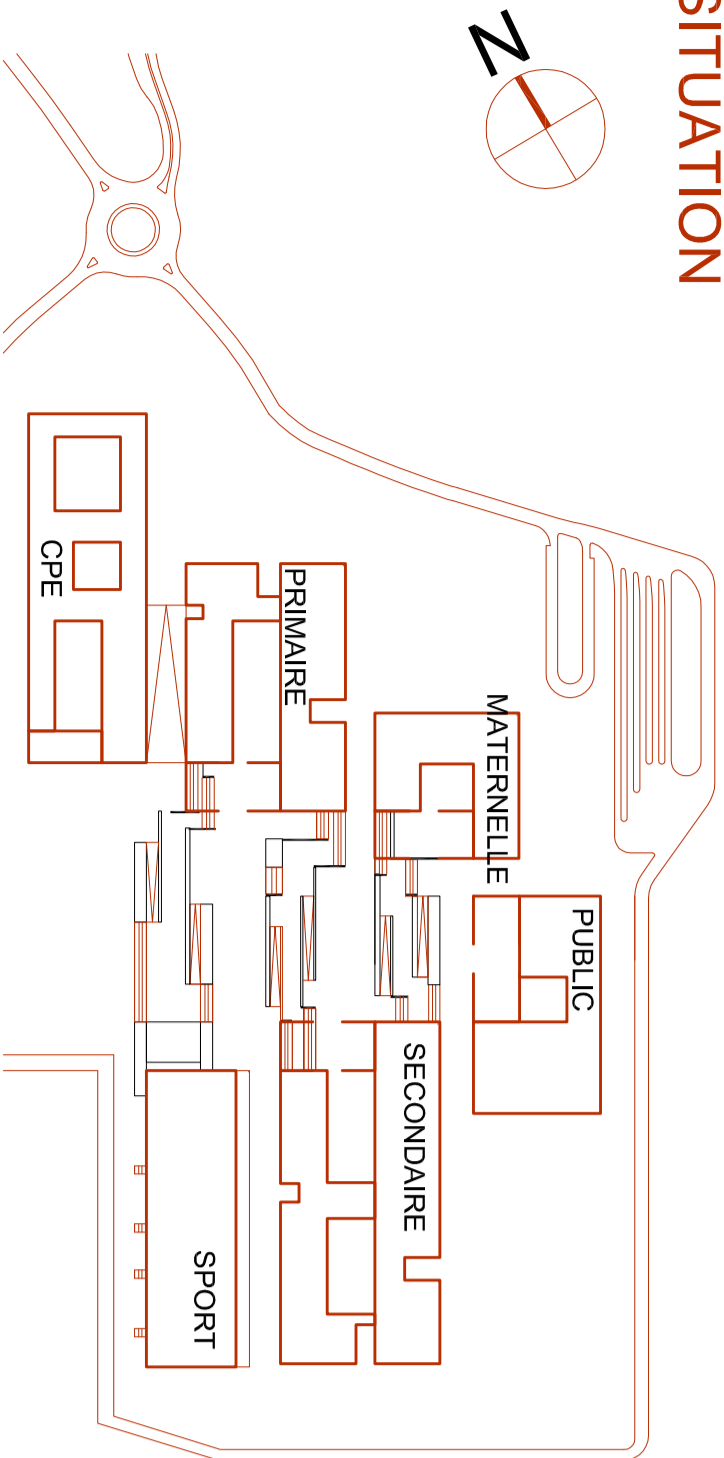 SITUATION
N
PUBLIC
MATERNELLE
SECONDAIRE
PRIMAIRE
SPORT
CPE